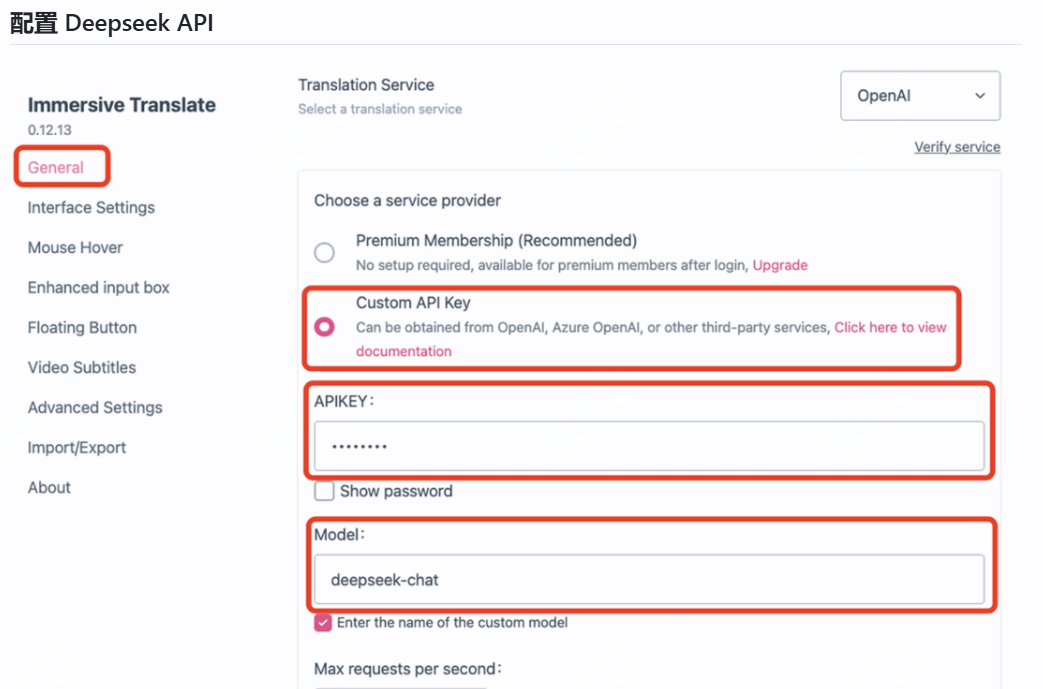 配置 Deepseek API
Immersive Translate
0.12.13
General
Interface Settings
Mouse Hover
Enhanced input box
Floating Button
Video Subtitles
Advanced Settings
Import/Export
About
Translation Service
Select a translation service
OpenAI
Verify service
Choose a service provider
Premium Membership (Recommended)
No setup required, available for premium members after login, Upgrade
Custom API Key
Can be obtained from OpenAI, Azure OpenAI, or other third-party services, Click here to view
documentation
APIKEY:
••••••••
Show password
Model:
deepseek-chat
Enter the name of the custom model
Max requests per second: